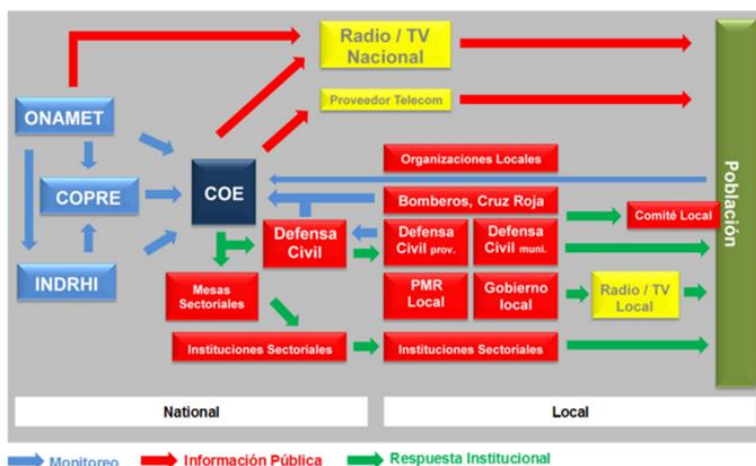 Radio / TV
Nacional
Proveedor Telecom
ONAMET
COPRE
INDRHI
COE
Organizaciones Locales
Bomberos, Cruz Roja
Defensa
Civil
Defensa
Civil prov.
Defensa
Civil muni.
Comité Local
Población
Mesas
Sectoriales
PMR
Local
Gobierno
local
Radio / TV
Local
Instituciones Sectoriales
Instituciones Sectoriales
National
Local
Monitoreo
Información Pública
Respuesta Institucional